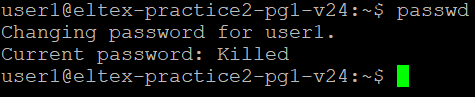 user1@eltex-practice2-pg1-v24:~$ passwd
Changing password for user1.
Current password: Killed
user1@eltex-practice2-pg1-v24:~$